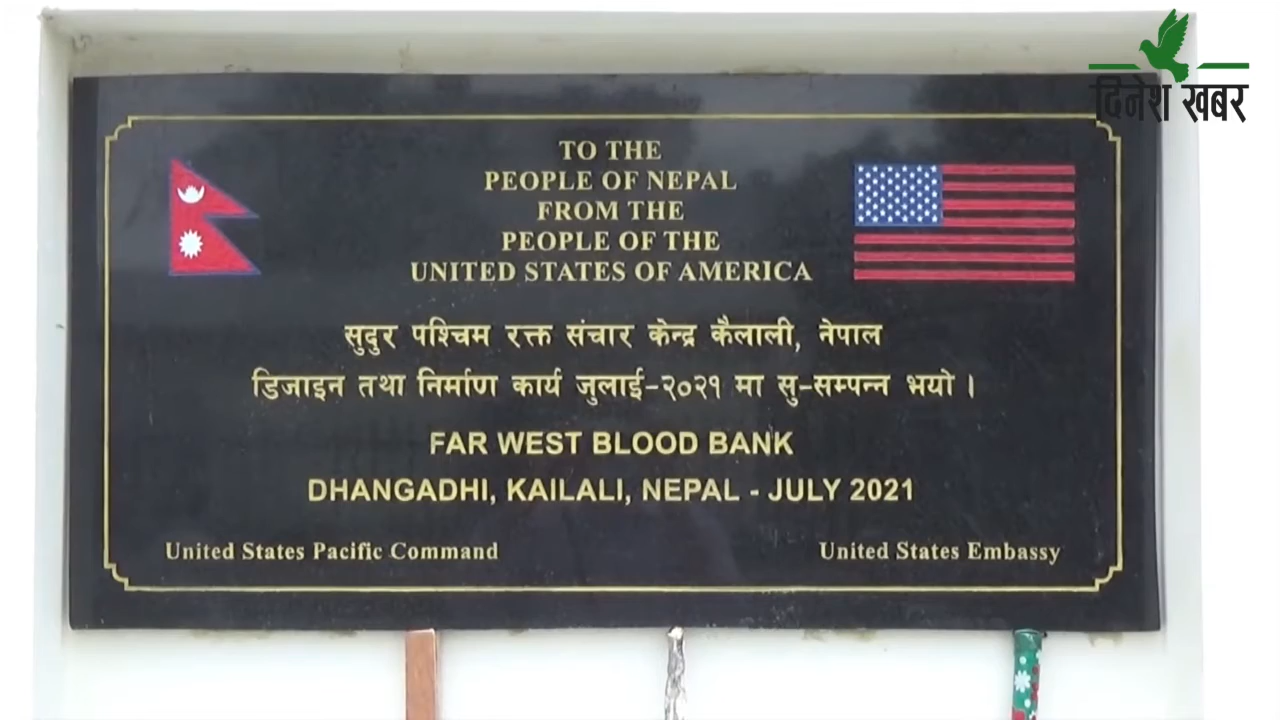 दिनेश खबर
TO THE
PEOPLE OF NEPAL
FROM THE
PEOPLE OF THE
UNITED STATES OF AMERICA
सुदुर पश्चिम रक्त संचार केन्द्र कैलाली, नेपाल
डिजाइन तथा निर्माण कार्य जुलाई-२०२१ मा सु-सम्पन्न भयो ।
FAR WEST BLOOD BANK
DHANGADHI, KAILALI, NEPAL - JULY 2021
United States Pacific Command
United States Embassy